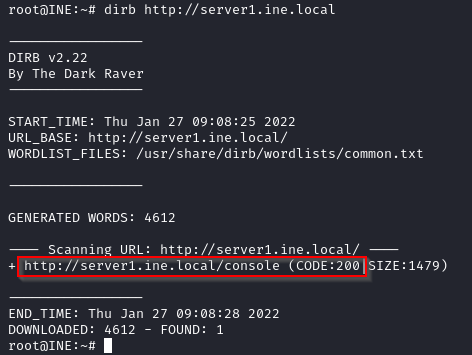 root@INE:~# dirb http://server1.ine.local
-----------------
DIRB v2.22
By The Dark Raver
-----------------
START_TIME: Thu Jan 27 09:08:25 2022
URL_BASE: http://server1.ine.local/
WORDLIST_FILES: /usr/share/dirb/wordlists/common.txt
-----------------
GENERATED WORDS: 4612
---- Scanning URL: http://server1.ine.local/ ----
+ http://server1.ine.local/console (CODE:200|SIZE:1479)
-----------------
END_TIME: Thu Jan 27 09:08:28 2022
DOWNLOADED: 4612 - FOUND: 1
root@INE:~#